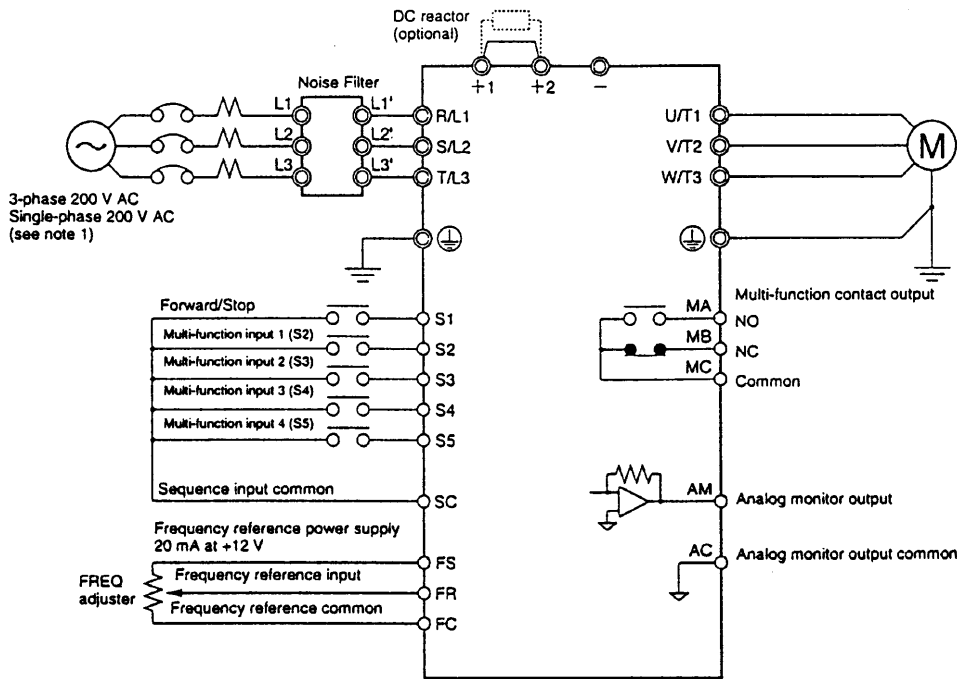 DC reactor
(optional)
+1
+2
−
Noise Filter
L1
L1'
R/L1
L2
L2'
S/L2
L3
L3'
T/L3
U/T1
V/T2
W/T3
M
3-phase 200 V AC
Single-phase 200 V AC
(see note 1)
Forward/Stop
S1
Multi-function input 1 (S2)
S2
Multi-function input 2 (S3)
S3
Multi-function input 3 (S4)
S4
Multi-function input 4 (S5)
S5
Sequence input common
SC
Frequency reference power supply
20 mA at +12 V
FS
FREQ
adjuster
Frequency reference input
FR
Frequency reference common
FC
Multi-function contact output
MA
NO
MB
NC
MC
Common
AM
Analog monitor output
AC
Analog monitor output common